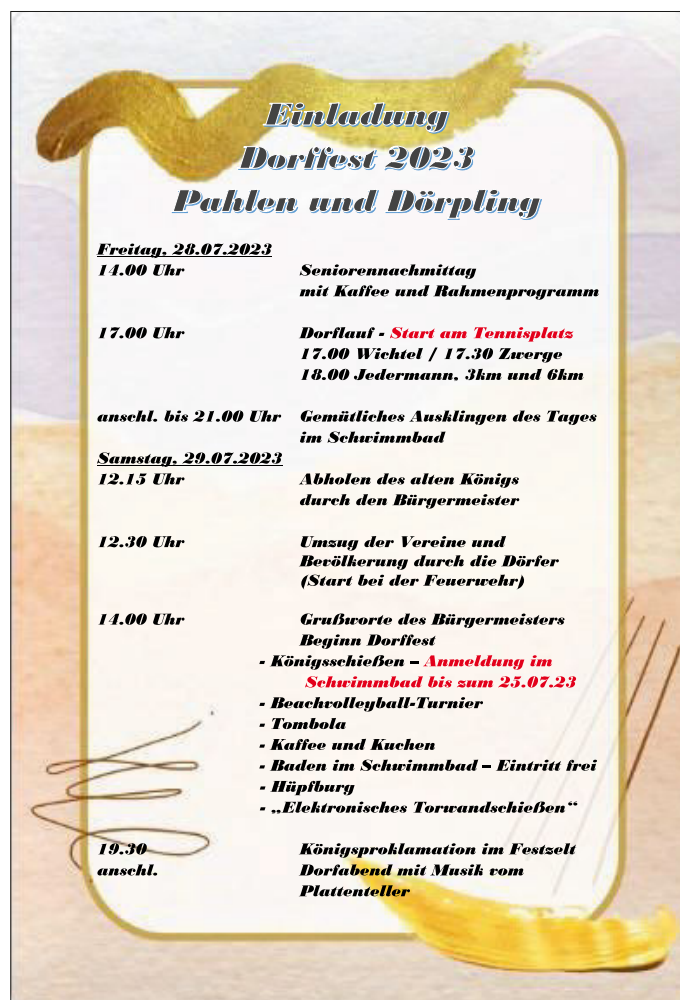 Einladung
Dorffest 2023
Pahlen und Dörpling
Freitag, 28.07.2023
14.00 Uhr Seniorennachmittag
mit Kaffee und Rahmenprogramm
17.00 Uhr Dorflauf - Start am Tennisplatz
17.00 Wichtel / 17.30 Zwerge
18.00 Jedermann, 3km und 6km
anschl. bis 21.00 Uhr Gemütliches Ausklingen des Tages
im Schwimmbad
Samstag, 29.07.2023
12.15 Uhr Abholen des alten Königs
durch den Bürgermeister
12.30 Uhr Umzug der Vereine und
Bevölkerung durch die Dörfer
(Start bei der Feuerwehr)
14.00 Uhr Grußworte des Bürgermeisters
Beginn Dorffest
- Königsschießen – Anmeldung im
Schwimmbad bis zum 25.07.23
- Beachvolleyball-Turnier
- Tombola
- Kaffee und Kuchen
- Baden im Schwimmbad – Eintritt frei
- Hüpfburg
- „Elektronisches Torwandschießen“
19.30 Königsproklamation im Festzelt
anschl. Dorfabend mit Musik vom
Plattenteller